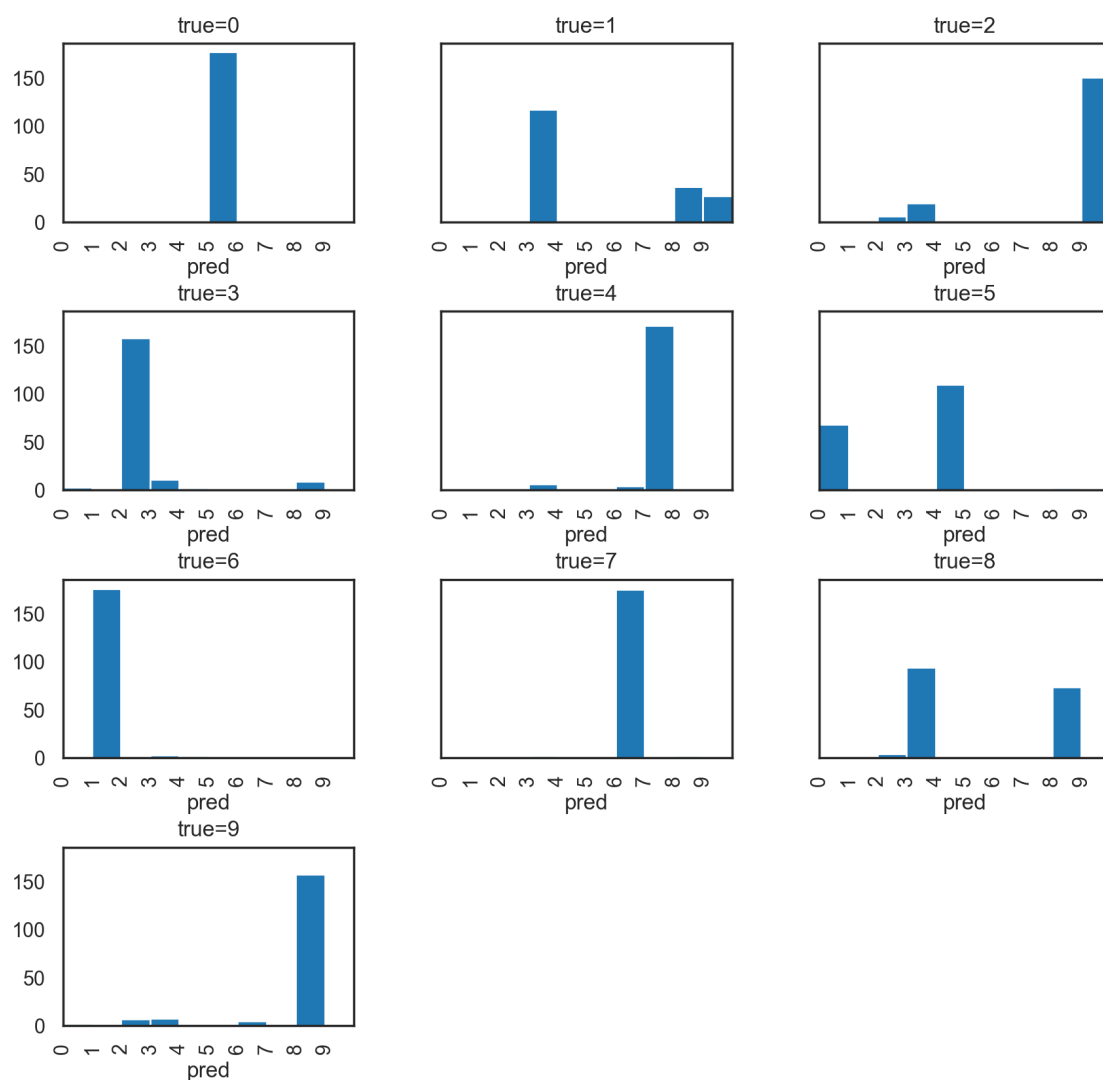 true=0 true=1 true=2
150
100
50
0
0 1 2 3 4 5 6 7 8 9 0 1 2 3 4 5 6 7 8 9 0 1 2 3 4 5 6 7 8 9
pred pred pred
true=3 true=4 true=5
150
100
50
0
0 1 2 3 4 5 6 7 8 9 0 1 2 3 4 5 6 7 8 9 0 1 2 3 4 5 6 7 8 9
pred pred pred
true=6 true=7 true=8
150
100
50
0
0 1 2 3 4 5 6 7 8 9 0 1 2 3 4 5 6 7 8 9 0 1 2 3 4 5 6 7 8 9
pred pred pred
true=9
150
100
50
0
0 1 2 3 4 5 6 7 8 9
pred